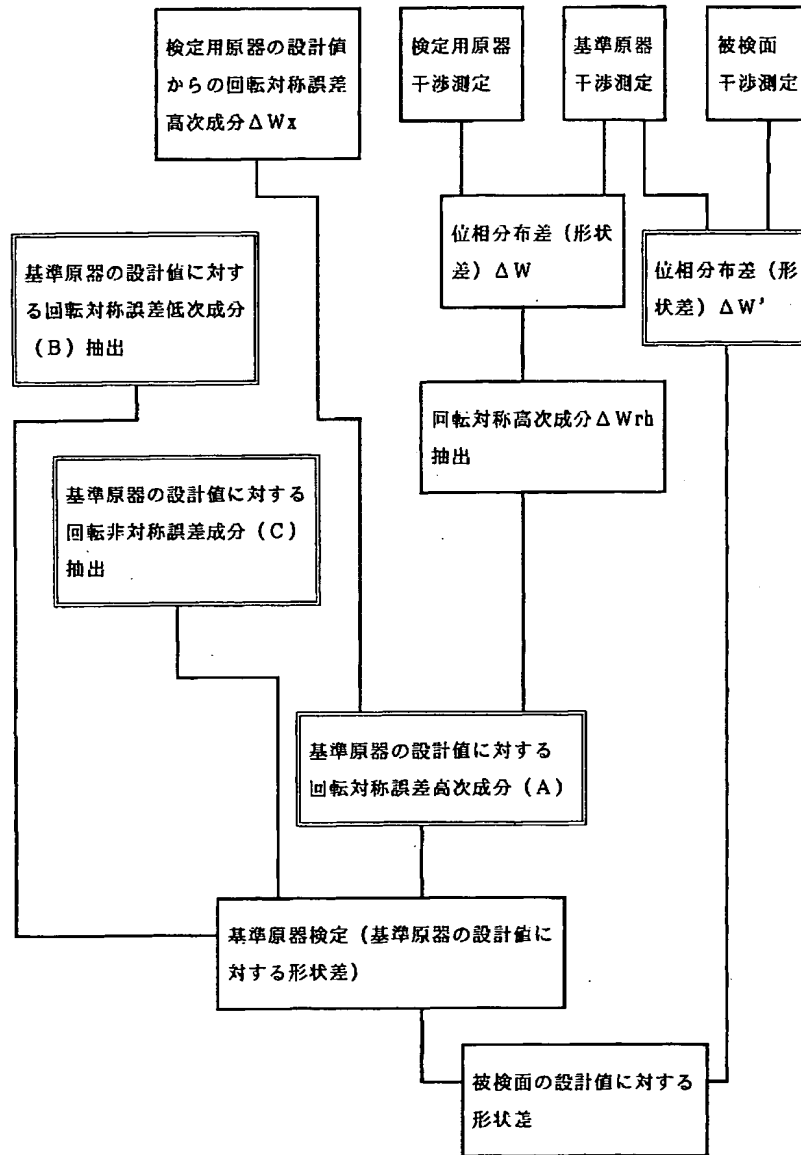 検定用原器の設計値
からの回転対称誤差
高次成分ΔWx
検定用原器
干渉測定
基準原器
干渉測定
被検面
干渉測定
位相分布差（形状
差）ΔW
位相分布差（形
状差）ΔW'
基準原器の設計値に対す
る回転対称誤差低次成分
（B）抽出
回転対称高次成分ΔWrh
抽出
基準原器の設計値に対する
回転非対称誤差成分（C）
抽出
基準原器の設計値に対する
回転対称誤差高次成分（A）
基準原器検定（基準原器の設計値に
対する形状差）
被検面の設計値に対する
形状差